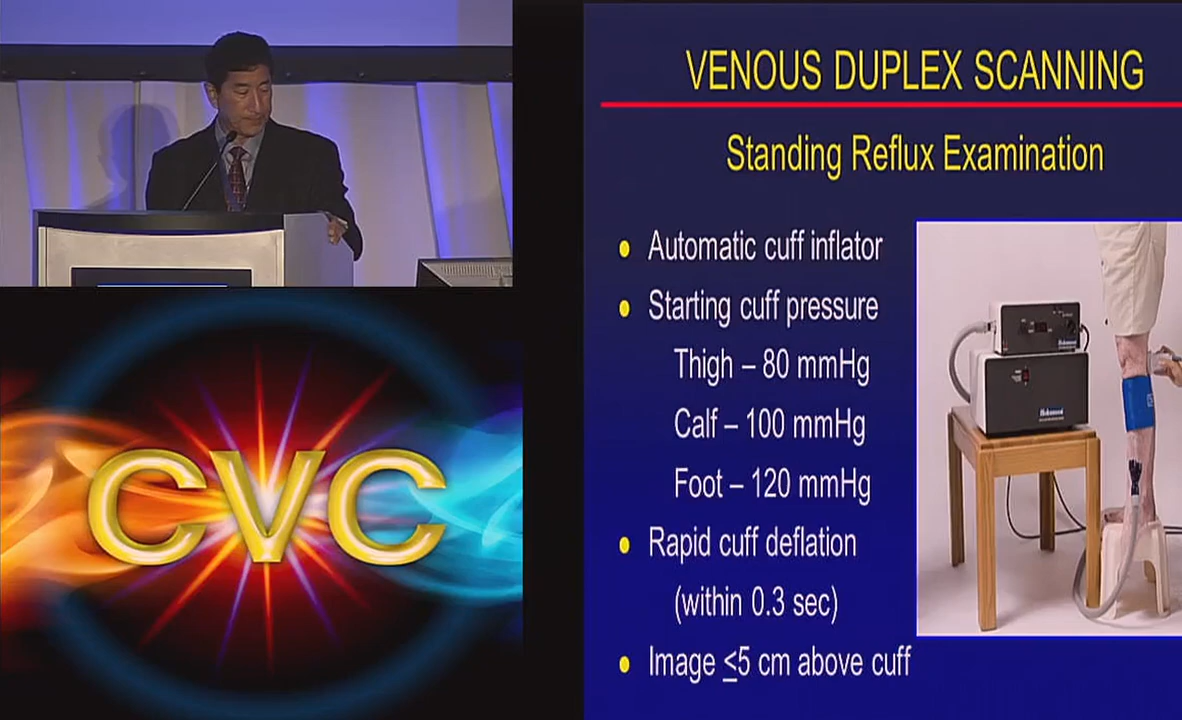 VENOUS DUPLEX SCANNING
Standing Reflux Examination
Automatic cuff inflator
Starting cuff pressure
Thigh – 80 mmHg
Calf – 100 mmHg
Foot – 120 mmHg
Rapid cuff deflation
(within 0.3 sec)
Image ≤5 cm above cuff
CVC